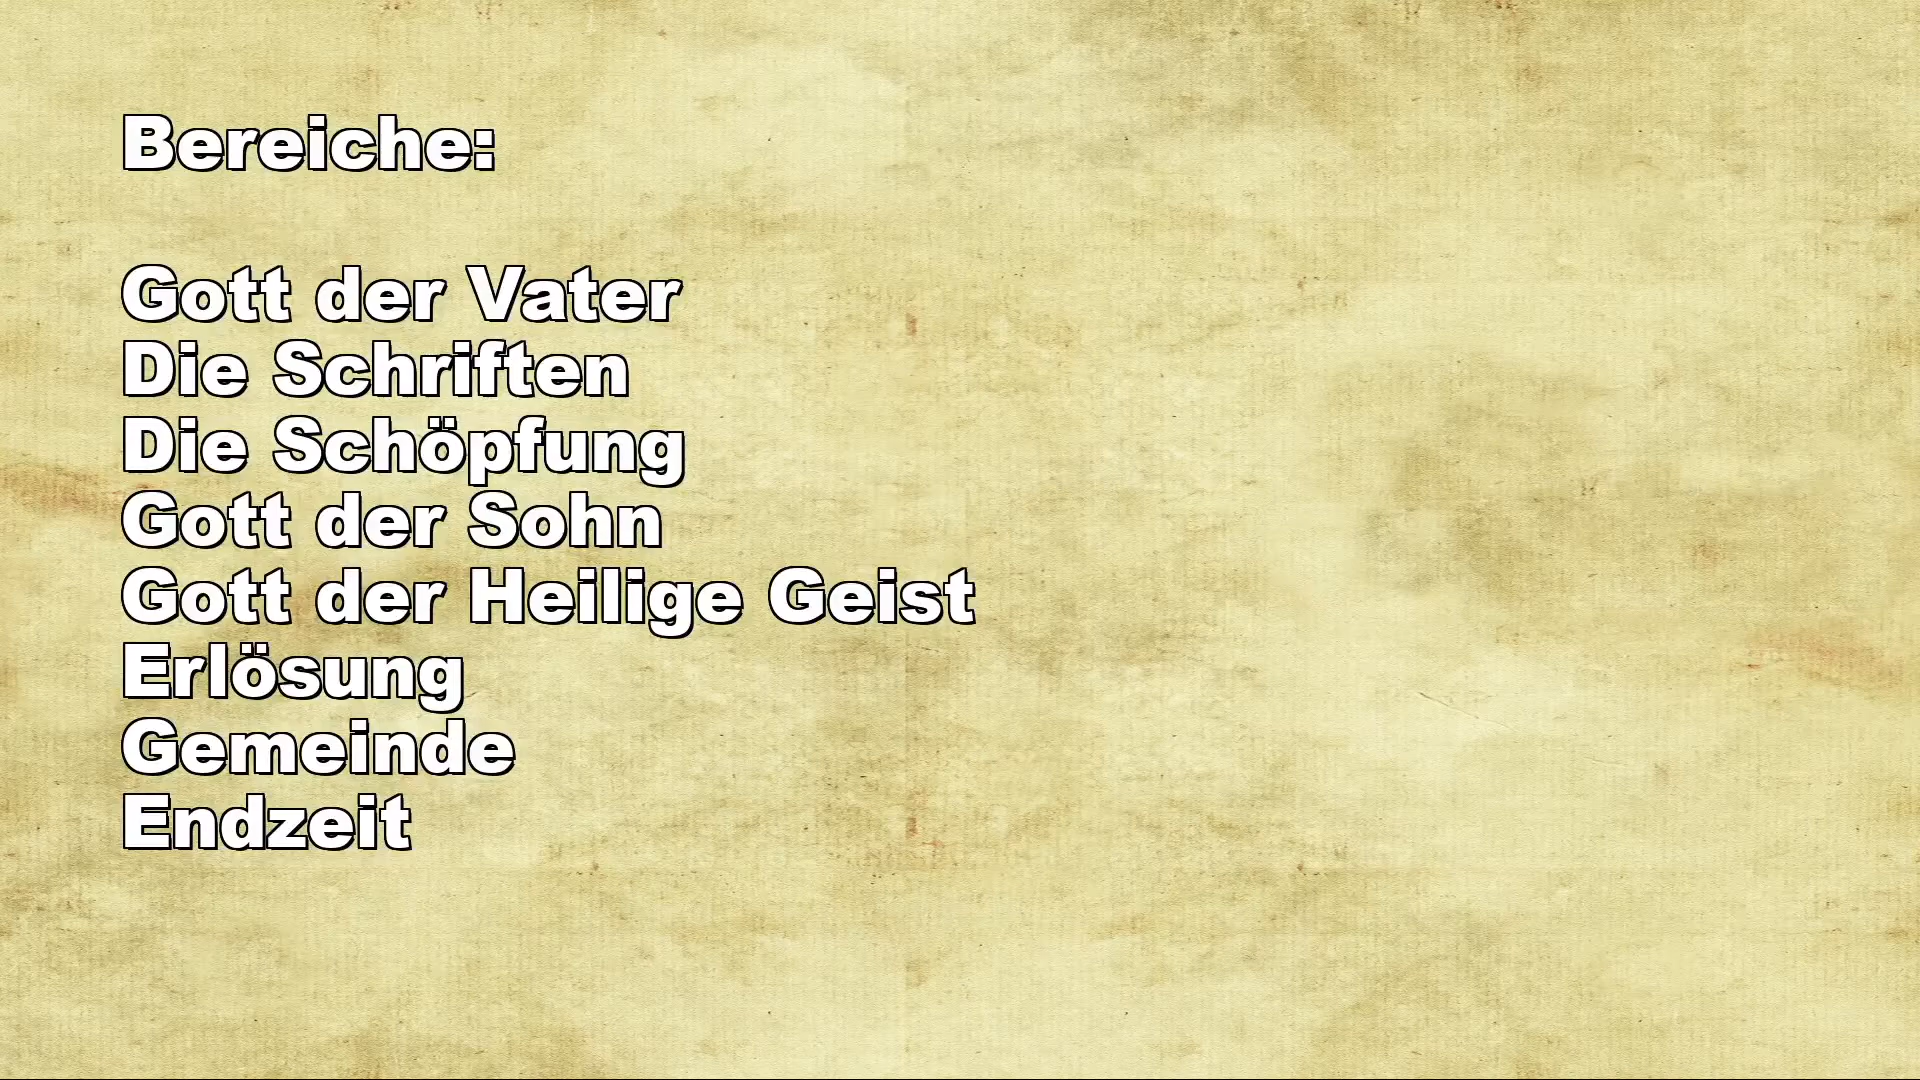 Bereiche:
Gott der Vater
Die Schriften
Die Schöpfung
Gott der Sohn
Gott der Heilige Geist
Erlösung
Gemeinde
Endzeit